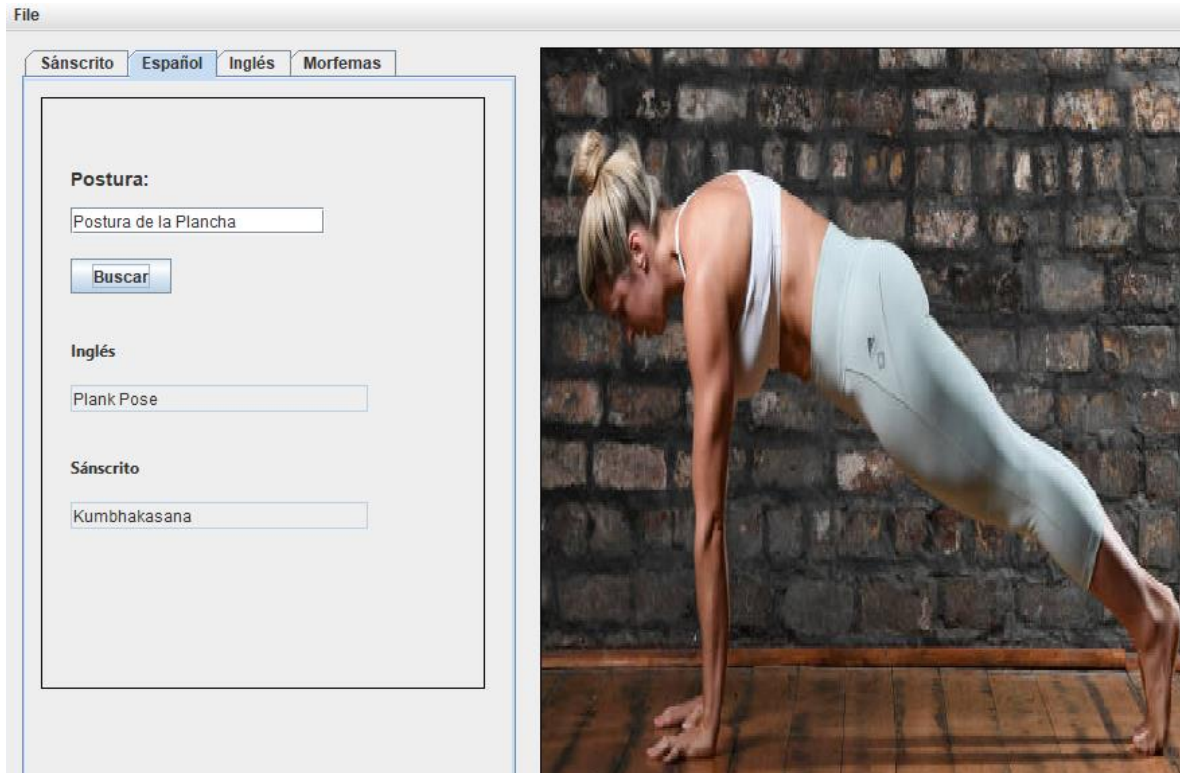 File
Sánscrito Español Inglés Morfemas
Postura:
Postura de la Plancha
Buscar
Inglés
Plank Pose
Sánscrito
Kumbhakasana